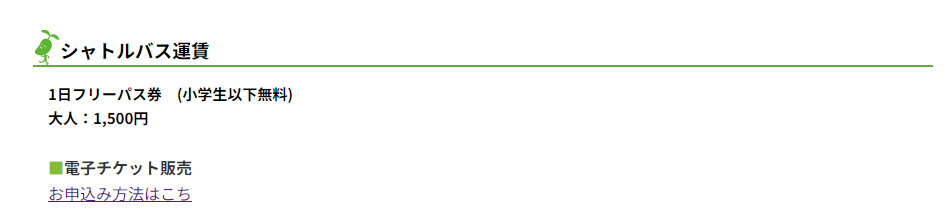 シャトルバス運賃
1日フリーパス券　(小学生以下無料)
大人：1,500円
■電子チケット販売
お申込み方法はこち